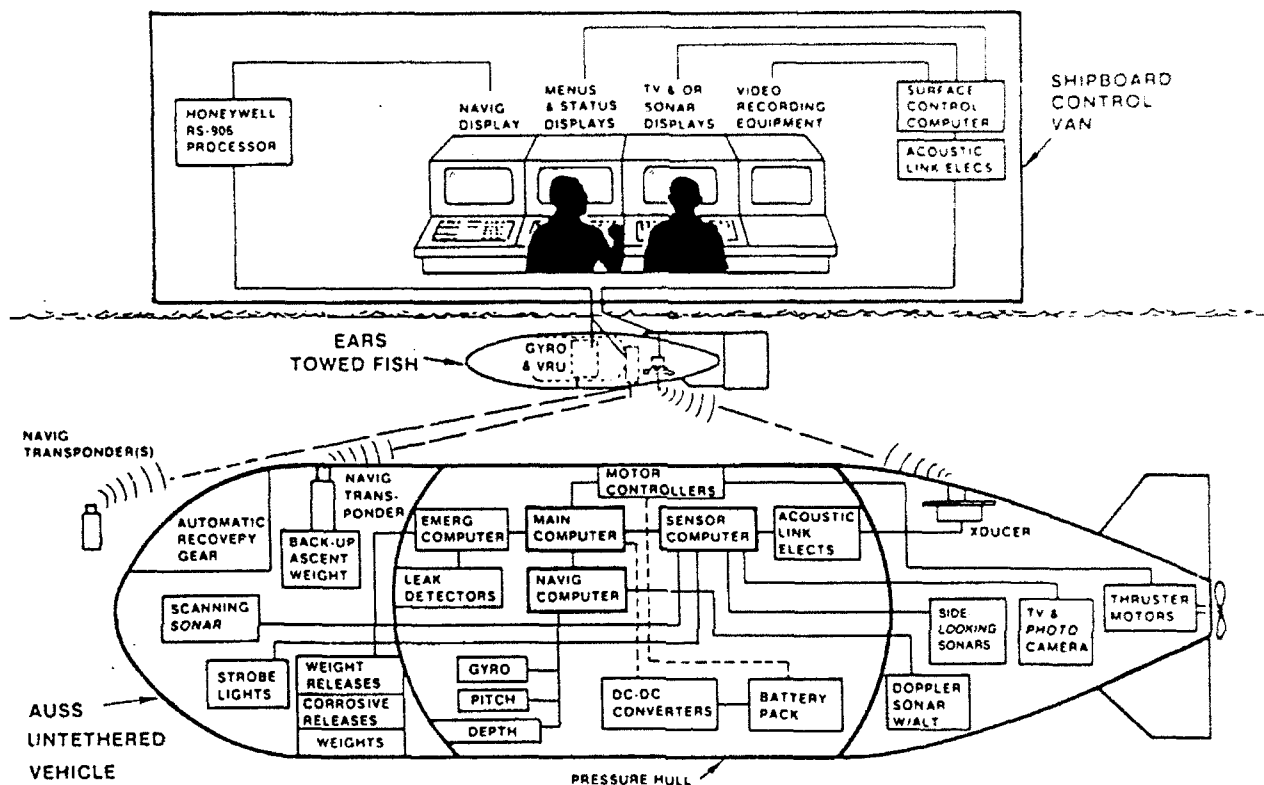 HONEYWELL
RS-906
PROCESSOR
NAVIG
DISPLAY
MENUS
& STATUS
DISPLAYS
TV & OR
SONAR
DISPLAYS
VIDEO
RECORDING
EQUIPMENT
SURFACE
CONTROL
COMPUTER
ACOUSTIC
LINK ELECS
SHIPBOARD
CONTROL
VAN
EARS
TOWED FISH
GYRO
& VRU
NAVIG
TRANSPONDER(S)
AUTOMATIC
RECOVERY
GEAR
NAVIG
TRANS-
PONDER
BACK-UP
ASCENT
WEIGHT
MOTOR
CONTROLLERS
EMERG
COMPUTER
MAIN
COMPUTER
SENSOR
COMPUTER
ACOUSTIC
LINK
ELECTS
XDUCER
LEAK
DETECTORS
NAVIG
COMPUTER
SCANNING
SONAR
STROBE
LIGHTS
WEIGHT
RELEASES
CORROSIVE
RELEASES
WEIGHTS
GYRO
PITCH
DEPTH
DC-DC
CONVERTERS
BATTERY
PACK
SIDE
LOOKING
SONARS
TV &
PHOTO
CAMERA
THRUSTER
MOTORS
DOPPLER
SONAR
W/ALT
AUSS
UNTETHERED
VEHICLE
PRESSURE HULL